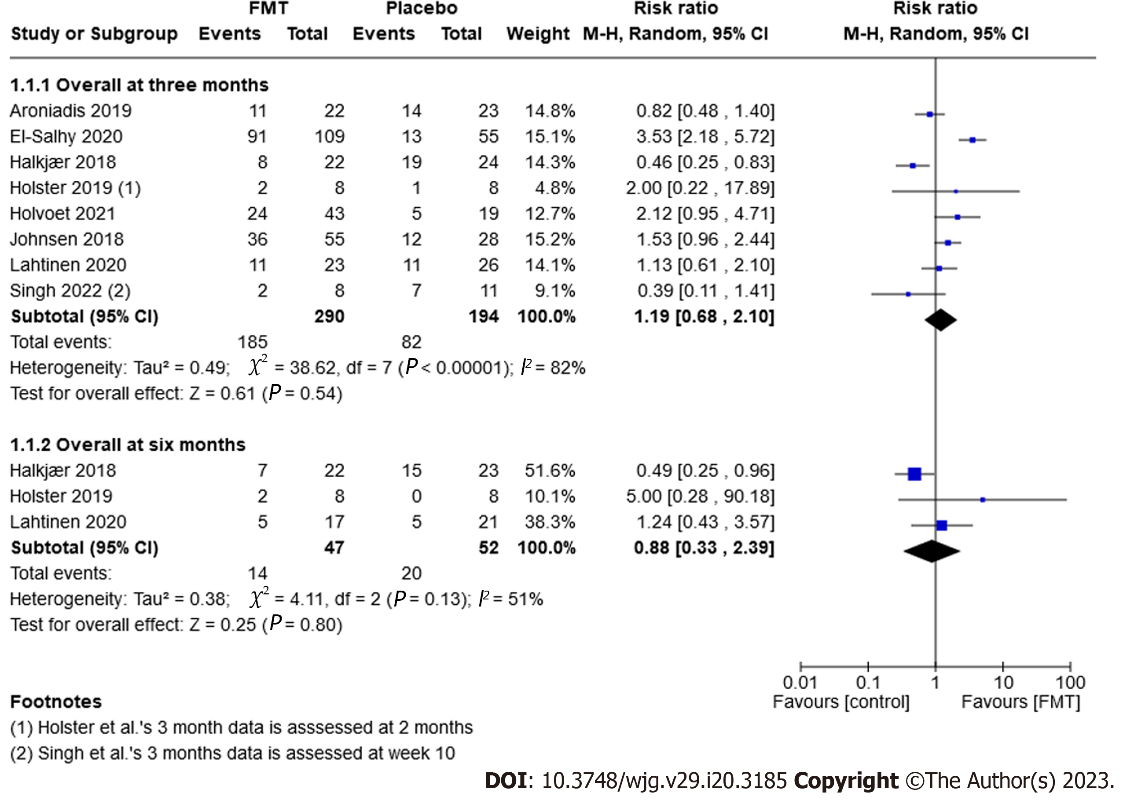 FMT Placebo Risk ratio Risk ratio
Study or Subgroup Events Total Events Total Weight M-H, Random, 95% CI M-H, Random, 95% CI
1.1.1 Overall at three months
Aroniadis 2019 11 22 14 23 14.8% 0.82 [0.48 , 1.40]
El-Salhy 2020 91 109 13 55 15.1% 3.53 [2.18 , 5.72]
Halkjær 2018 8 22 19 24 14.3% 0.46 [0.25 , 0.83]
Holster 2019 (1) 2 8 1 8 4.8% 2.00 [0.22 , 17.89]
Holvoet 2021 24 43 5 19 12.7% 2.12 [0.95 , 4.71]
Johnsen 2018 36 55 12 28 15.2% 1.53 [0.96 , 2.44]
Lahtinen 2020 11 23 11 26 14.1% 1.13 [0.61 , 2.10]
Singh 2022 (2) 2 8 7 11 9.1% 0.39 [0.11 , 1.41]
Subtotal (95% CI) 290 194 100.0% 1.19 [0.68 , 2.10]
Total events: 185 82
Heterogeneity: Tau² = 0.49; χ² = 38.62, df = 7 (P < 0.00001); I² = 82%
Test for overall effect: Z = 0.61 (P = 0.54)
1.1.2 Overall at six months
Halkjær 2018 7 22 15 23 51.6% 0.49 [0.25 , 0.96]
Holster 2019 2 8 0 8 10.1% 5.00 [0.28 , 90.18]
Lahtinen 2020 5 17 5 21 38.3% 1.24 [0.43 , 3.57]
Subtotal (95% CI) 47 52 100.0% 0.88 [0.33 , 2.39]
Total events: 14 20
Heterogeneity: Tau² = 0.38; χ² = 4.11, df = 2 (P = 0.13); I² = 51%
Test for overall effect: Z = 0.25 (P = 0.80)
0.01 0.1 1 10 100
Favours [control] Favours [FMT]
Footnotes
(1) Holster et al.'s 3 month data is asssessed at 2 months
(2) Singh et al.'s 3 months data is assessed at week 10
DOI: 10.3748/wjg.v29.i20.3185 Copyright ©The Author(s) 2023.